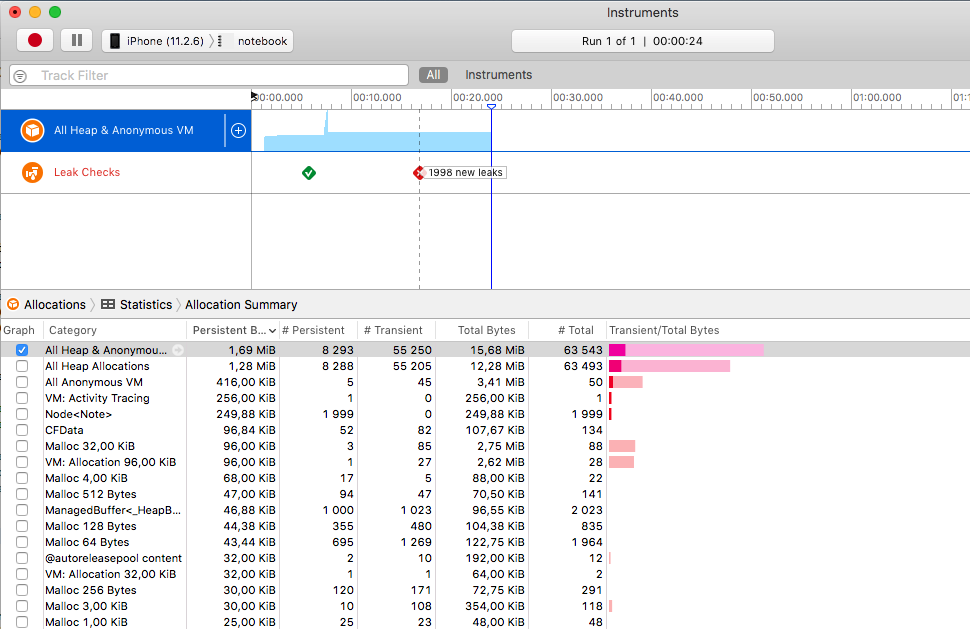 Instruments
iPhone (11.2.6) notebook
Run 1 of 1 | 00:00:24
Track Filter
All Instruments
00:00.000 00:10.000 00:20.000 00:30.000 00:40.000 00:50.000 01:00.000 01:1
All Heap & Anonymous VM
Leak Checks
1998 new leaks
Allocations Statistics Allocation Summary
Graph Category Persistent B... # Persistent # Transient Total Bytes # Total Transient/Total Bytes
All Heap & Anonymou... 1,69 MiB 8 293 55 250 15,68 MiB 63 543
All Heap Allocations 1,28 MiB 8 288 55 205 12,28 MiB 63 493
All Anonymous VM 416,00 KiB 5 45 3,41 MiB 50
VM: Activity Tracing 256,00 KiB 1 0 256,00 KiB 1
Node<Note> 249,88 KiB 1 999 0 249,88 KiB 1 999
CFData 96,84 KiB 52 82 107,67 KiB 134
Malloc 32,00 KiB 96,00 KiB 3 85 2,75 MiB 88
VM: Allocation 96,00 KiB 96,00 KiB 1 27 2,62 MiB 28
Malloc 4,00 KiB 68,00 KiB 17 5 88,00 KiB 22
Malloc 512 Bytes 47,00 KiB 94 47 70,50 KiB 141
ManagedBuffer<_HeapB... 46,88 KiB 1 000 1 023 96,55 KiB 2 023
Malloc 128 Bytes 44,38 KiB 355 480 104,38 KiB 835
Malloc 64 Bytes 43,44 KiB 695 1 269 122,75 KiB 1 964
@autoreleasepool content 32,00 KiB 2 10 192,00 KiB 12
VM: Allocation 32,00 KiB 32,00 KiB 1 1 64,00 KiB 2
Malloc 256 Bytes 30,00 KiB 120 171 72,75 KiB 291
Malloc 3,00 KiB 30,00 KiB 10 108 354,00 KiB 118
Malloc 1,00 KiB 25,00 KiB 25 23 48,00 KiB 48